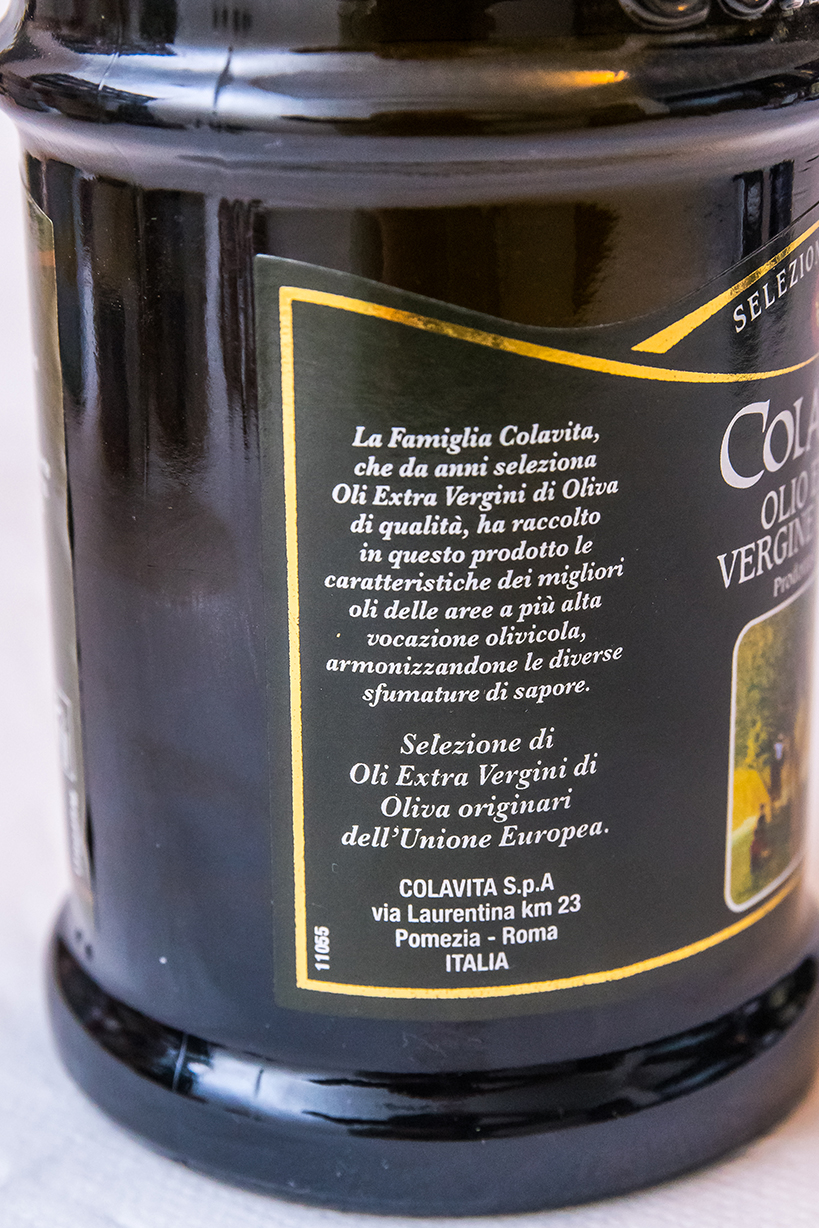 La Famiglia Colavita,
che da anni seleziona
Oli Extra Vergini di Oliva
di qualità, ha raccolto
in questo prodotto le
caratteristiche dei migliori
oli delle aree a più alta
vocazione olivicola,
armonizzandone le diverse
sfumature di sapore.
Selezione di
Oli Extra Vergini di
Oliva originari
dell'Unione Europea.
COLAVITA S.p.A
via Laurentina km 23
Pomezia - Roma
ITALIA
11055
OLIO
VERGINE